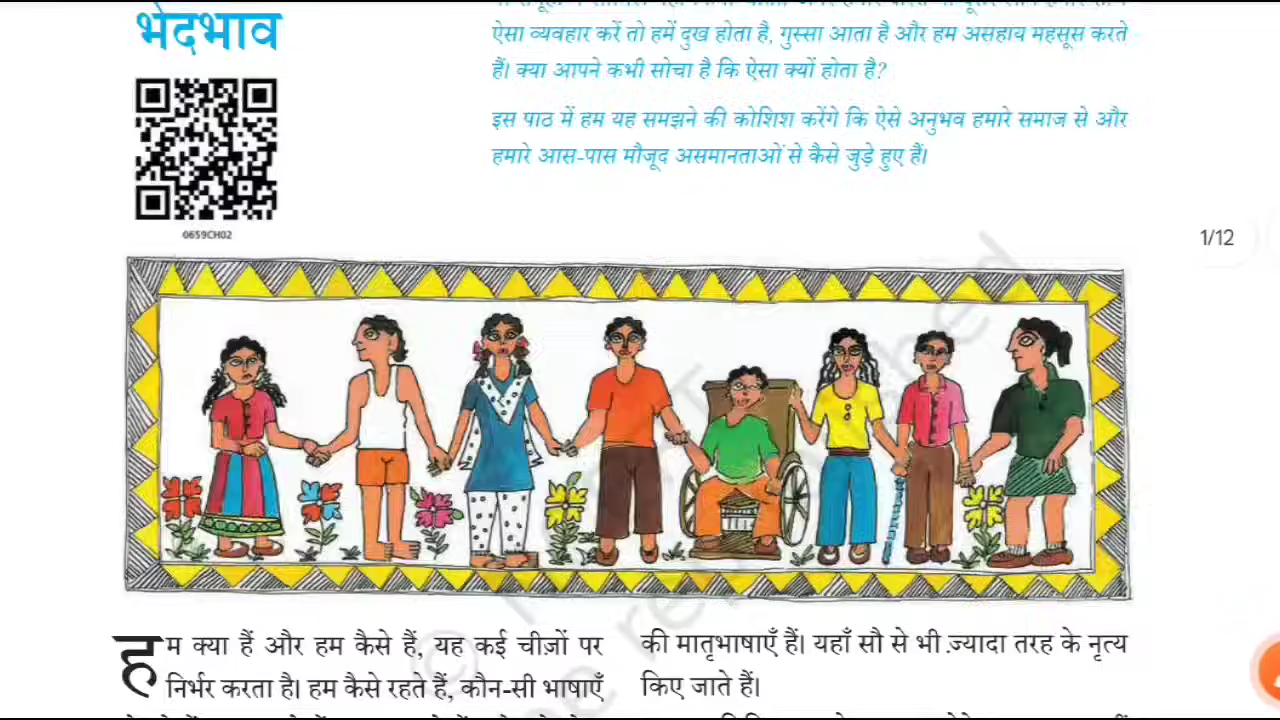 भेदभाव
ऐसा व्यवहार करें तो हमें दुख होता है, गुस्सा आता है और हम असहाय महसूस करते
हैं। क्या आपने कभी सोचा है कि ऐसा क्यों होता है?
इस पाठ में हम यह समझने की कोशिश करेंगे कि ऐसे अनुभव हमारे समाज से और
हमारे आस-पास मौजूद असमानताओं से कैसे जुड़े हुए हैं।
0659CH02
1/12
हम क्या हैं और हम कैसे हैं, यह कई चीज़ों पर
निर्भर करता है। हम कैसे रहते हैं, कौन-सी भाषाएँ
की मातृभाषाएँ हैं। यहाँ सौ से भी ज़्यादा तरह के नृत्य
किए जाते हैं।